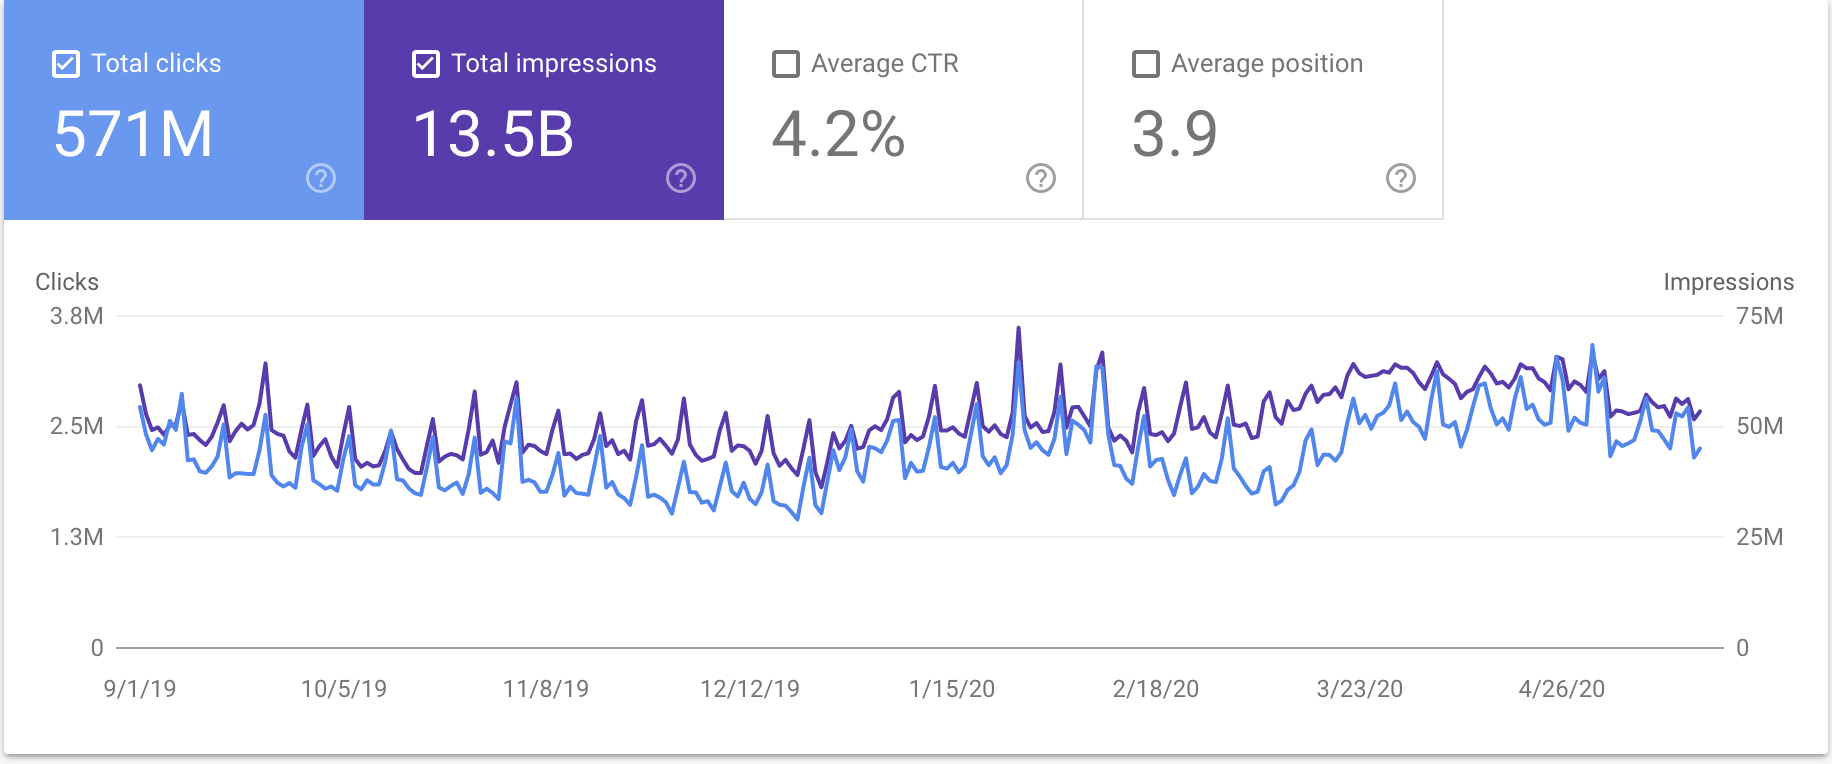 Total clicks
571M
Total impressions
13.5B
Average CTR
4.2%
Average position
3.9
Clicks
Impressions
3.8M
75M
2.5M
50M
1.3M
25M
0
0
9/1/19
10/5/19
11/8/19
12/12/19
1/15/20
2/18/20
3/23/20
4/26/20